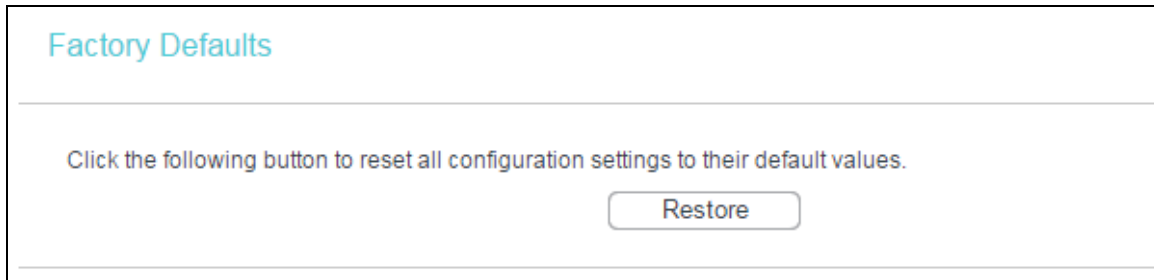 Factory Defaults
Click the following button to reset all configuration settings to their default values.
Restore